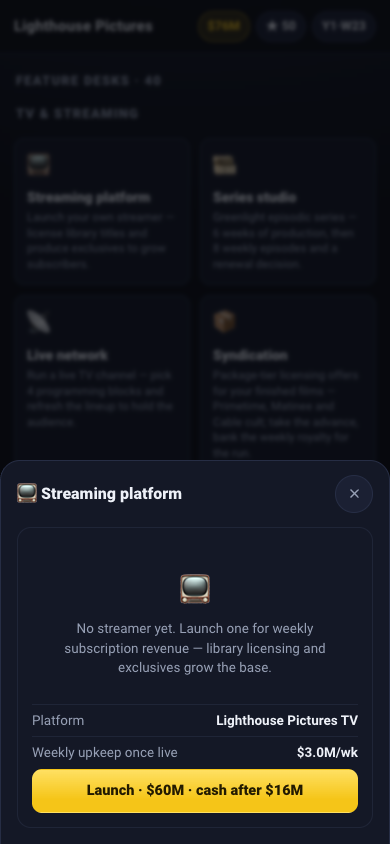 Lighthouse Pictures
$76M
★ 50
Y1·W23
FEATURE DESKS · 40
TV & STREAMING
Streaming platform
Launch your own streamer —
license library titles and
produce exclusives to grow
subscribers.
Series studio
Greenlight episodic series —
6 weeks of production, then
8 weekly episodes and a
renewal decision.
Live network
Run a live TV channel — pick
4 programming blocks and
refresh the lineup to hold the
audience.
Syndication
Package tier licensing offers
for your finished films —
Primetime, Matinee and
Cable cult: take the advance,
bank the weekly royalty for
the run.
Streaming platform
No streamer yet. Launch one for weekly
subscription revenue — library licensing and
exclusives grow the base.
Platform
Lighthouse Pictures TV
Weekly upkeep once live
$3.0M/wk
Launch · $60M · cash after $16M